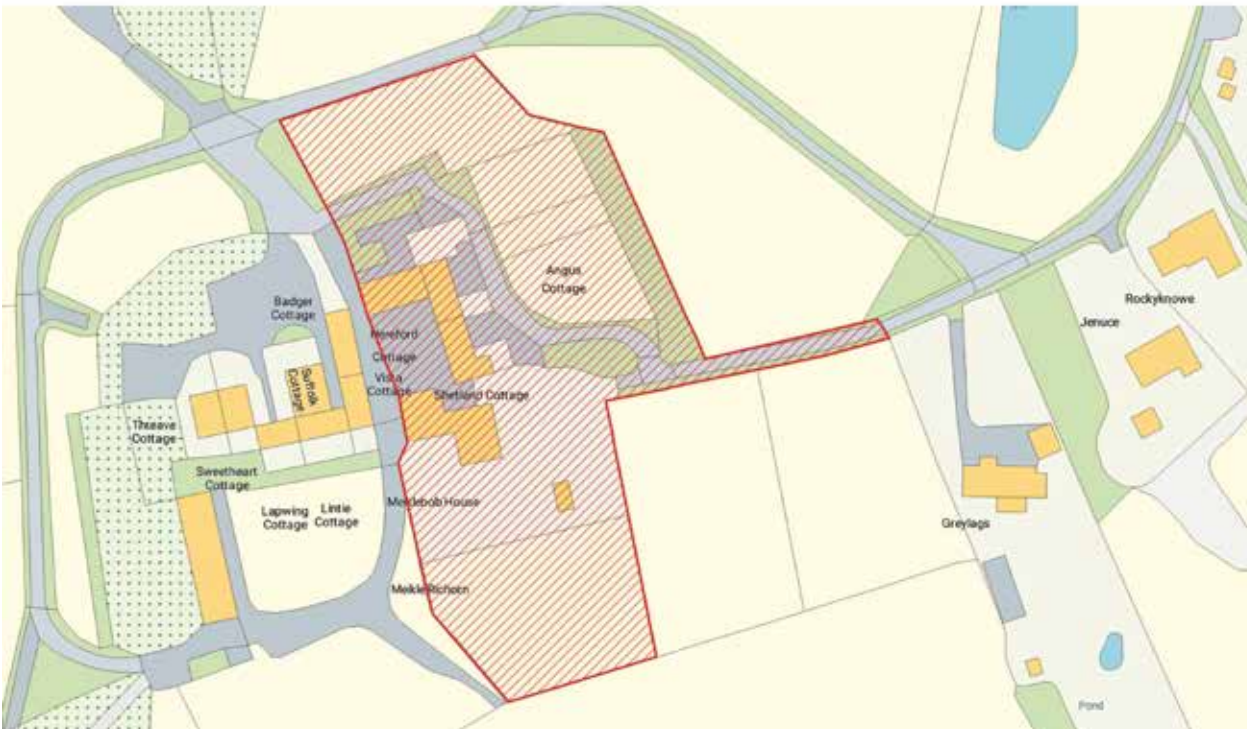 Rockyknowe
Jenuce
Angus
Cottage
Badger
Cottage
Hereford
Cottage
Vista
Cottage
Suffolk
Cottage
Shetland Cottage
Threave
Cottage
Sweetheart
Cottage
Lapwing
Cottage
Lintie
Cottage
Meiklebob House
Greylags
Meikle Richorn
Pond